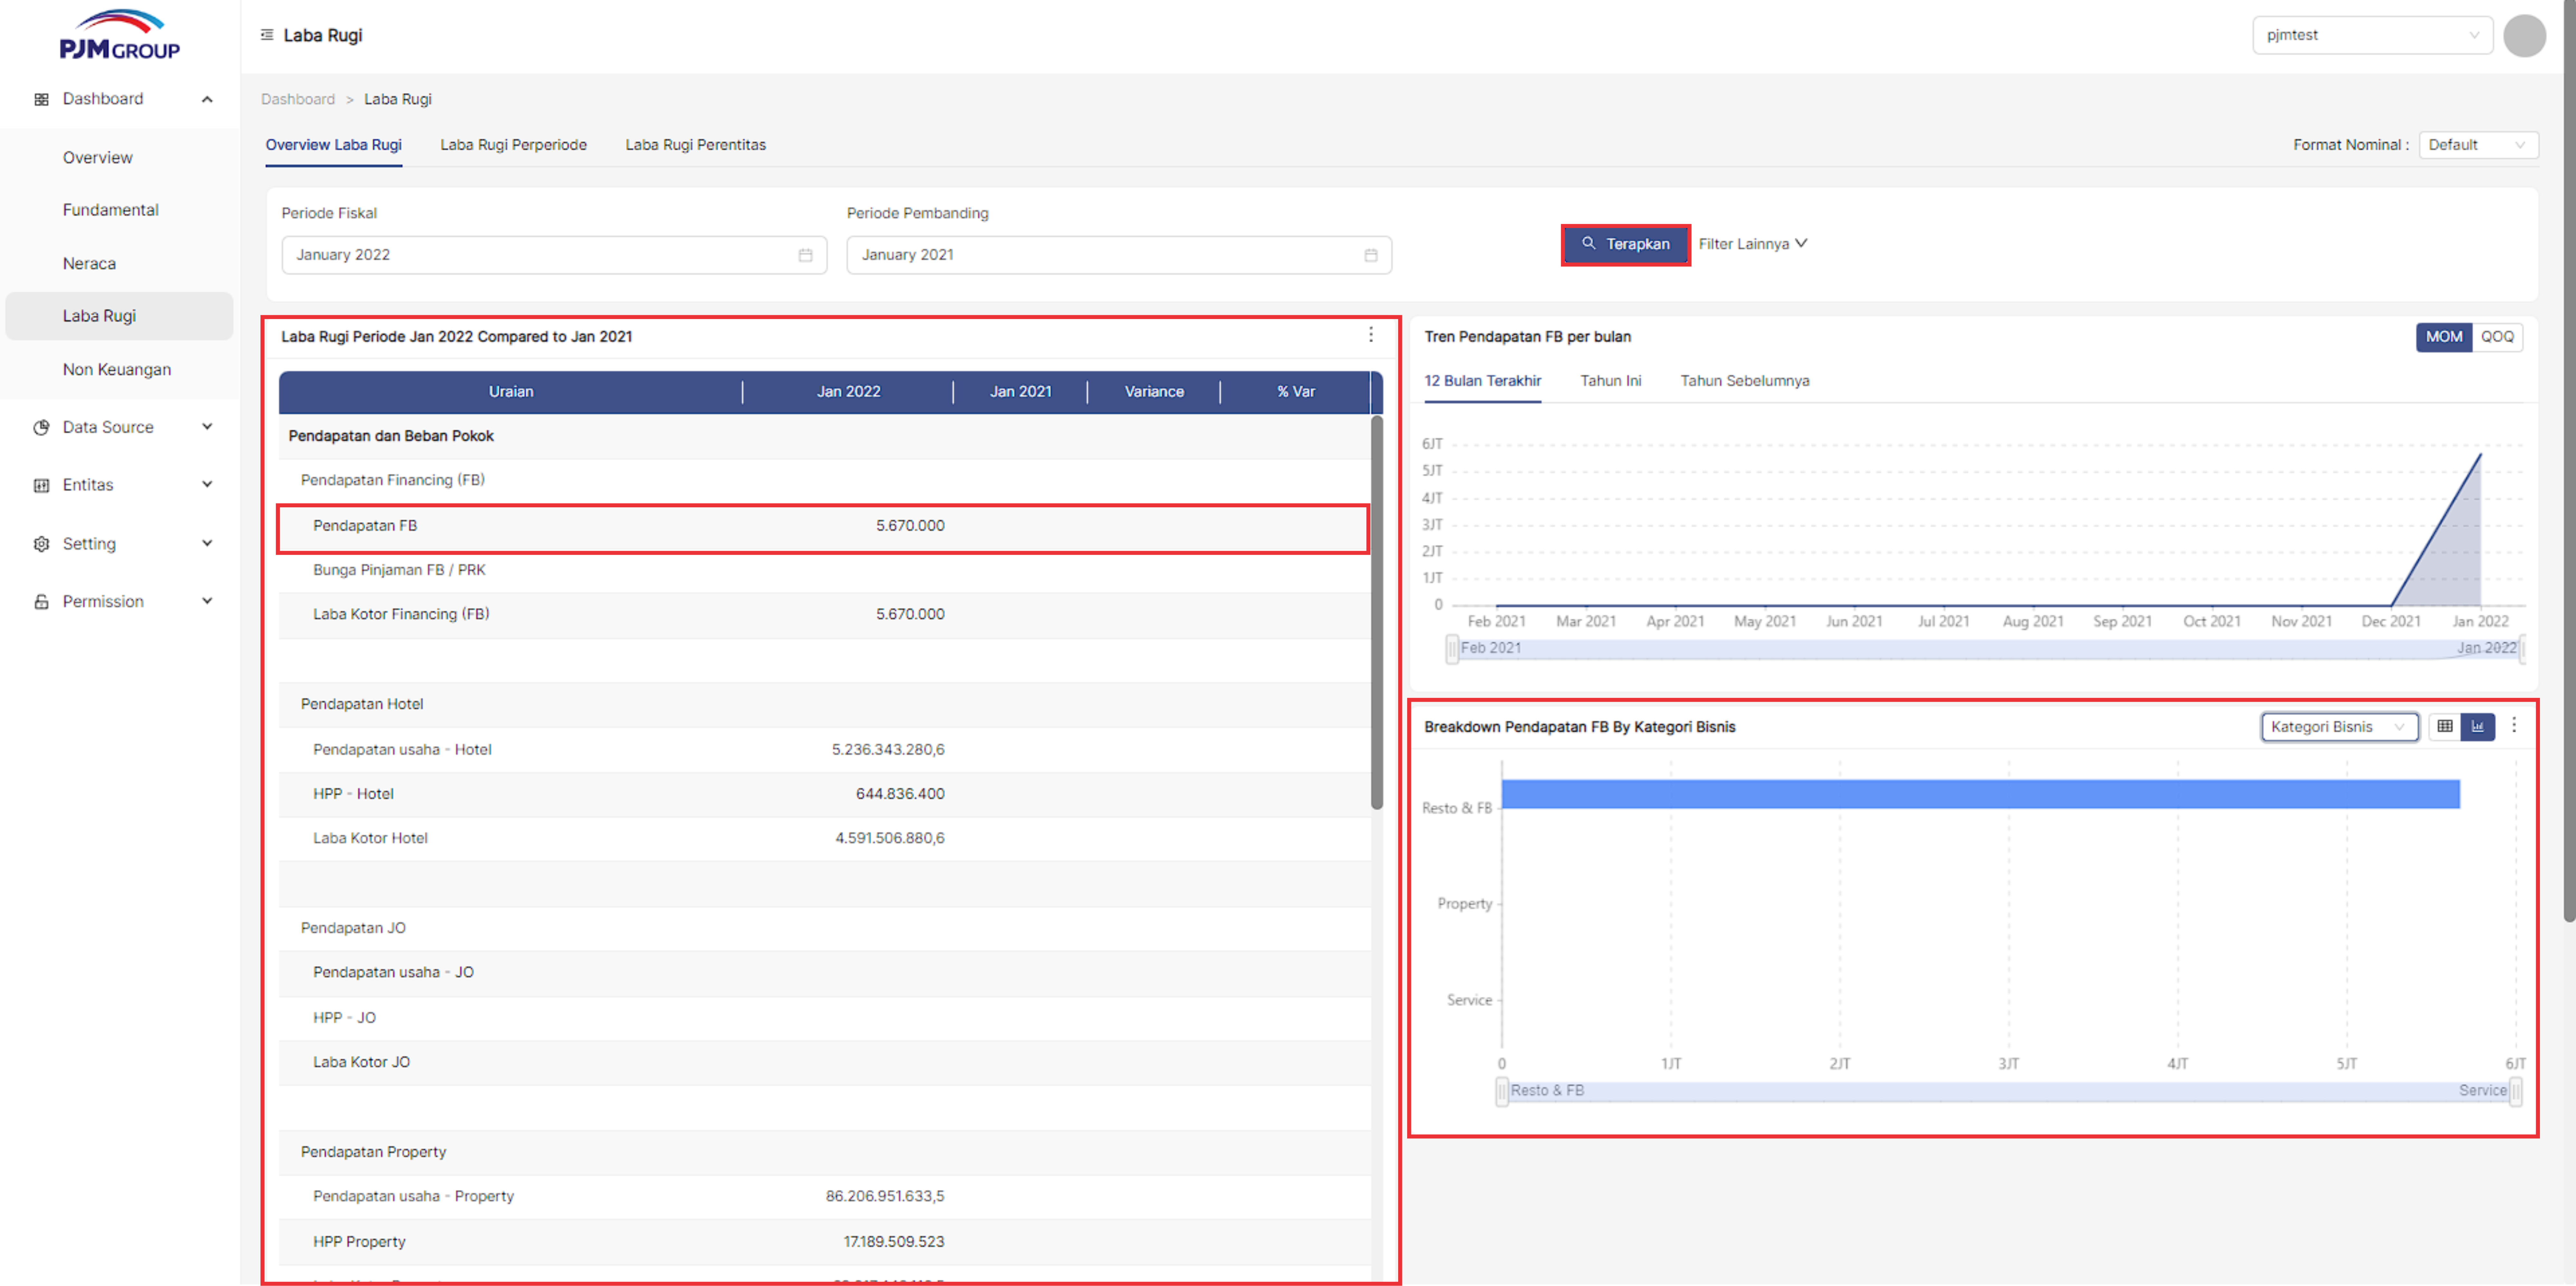 PJM GROUP
Laba Rugi
pjmtest
Dashboard
Overview
Fundamental
Neraca
Laba Rugi
Non Keuangan
Data Source
Entitas
Setting
Permission
Dashboard > Laba Rugi
Overview Laba Rugi Laba Rugi Perperiode Laba Rugi Perentitas
Format Nominal : Default
Periode Fiskal Periode Pembanding
January 2022 January 2021
Terapkan Filter Lainnya
Laba Rugi Periode Jan 2022 Compared to Jan 2021
Uraian Jan 2022 Jan 2021 Variance % Var
Pendapatan dan Beban Pokok
Pendapatan Financing (FB)
Pendapatan FB 5.670.000
Bunga Pinjaman FB / PRK
Laba Kotor Financing (FB) 5.670.000
Pendapatan Hotel
Pendapatan usaha - Hotel 5.236.343.280,6
HPP - Hotel 644.836.400
Laba Kotor Hotel 4.591.506.880,6
Pendapatan JO
Pendapatan usaha - JO
HPP - JO
Laba Kotor JO
Pendapatan Property
Pendapatan usaha - Property 86.206.951.633,5
HPP Property 17.189.509.523
Tren Pendapatan FB per bulan
MOM QOQ
12 Bulan Terakhir Tahun Ini Tahun Sebelumnya
6JT
5JT
4JT
3JT
2JT
1JT
0
Feb 2021 Mar 2021 Apr 2021 May 2021 Jun 2021 Jul 2021 Aug 2021 Sep 2021 Oct 2021 Nov 2021 Dec 2021 Jan 2022
Feb 2021 Jan 2022
Breakdown Pendapatan FB By Kategori Bisnis
Kategori Bisnis
Resto & FB
Property
Service
0 1JT 2JT 3JT 4JT 5JT 6JT
Resto & FB Service